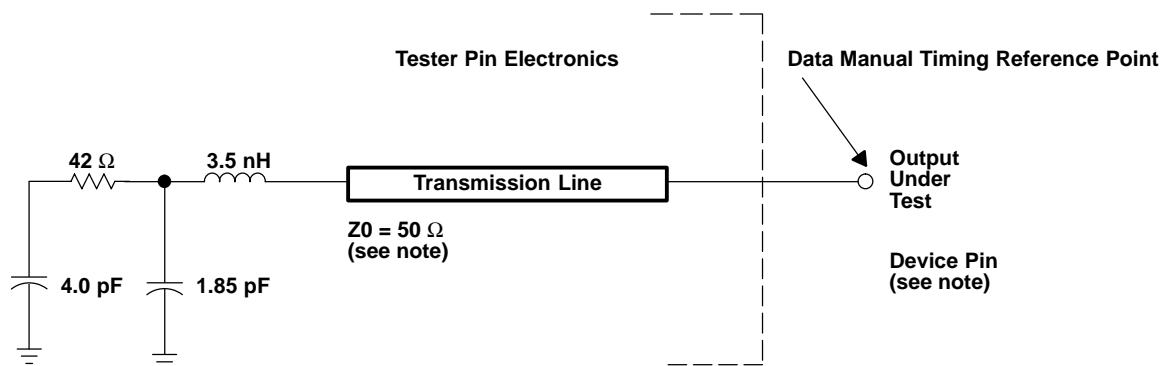 Tester Pin Electronics
Data Manual Timing Reference Point
42 Ω
3.5 nH
Transmission Line
Output
Under
Test
Z0 = 50 Ω
(see note)
Device Pin
(see note)
4.0 pF
1.85 pF